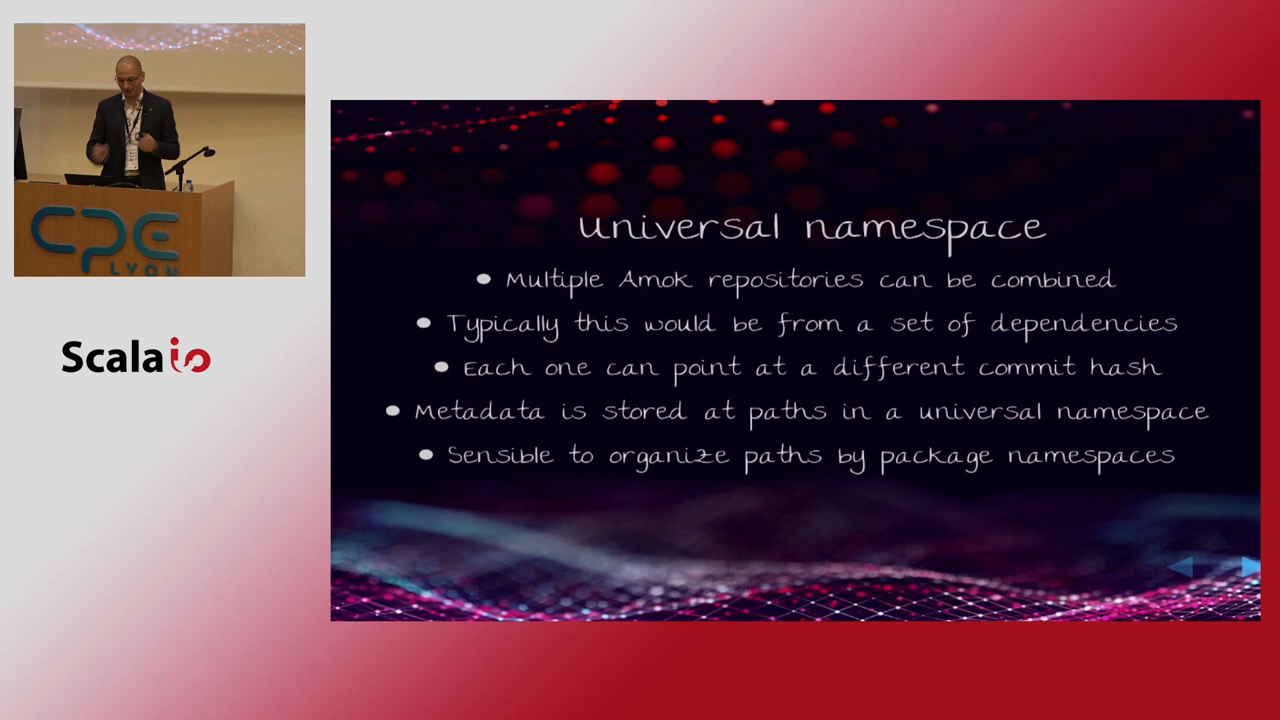 CPE
LYON
Scala io
universal namespace
Multiple Amok repositories can be combined
Typically this would be from a set of dependencies
Each one can point at a different commit hash
Metadata is stored at paths in a universal namespace
Sensible to organize paths by package namespaces